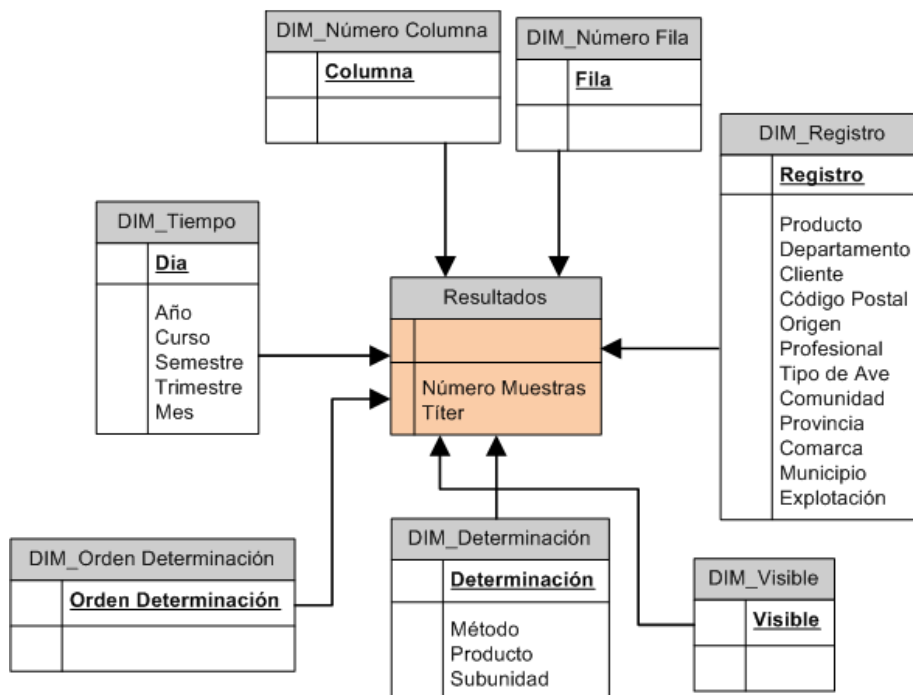 DIM_Número Columna
Columna
DIM_Número Fila
Fila
DIM_Registro
Registro
Producto
Departamento
Cliente
Código Postal
Origen
Profesional
Tipo de Ave
Comunidad
Provincia
Comarca
Municipio
Explotación
DIM_Tiempo
Dia
Año
Curso
Semestre
Trimestre
Mes
Resultados
Número Muestras
Títer
DIM_Orden Determinación
Orden Determinación
DIM_Determinación
Determinación
Método
Producto
Subunidad
DIM_Visible
Visible